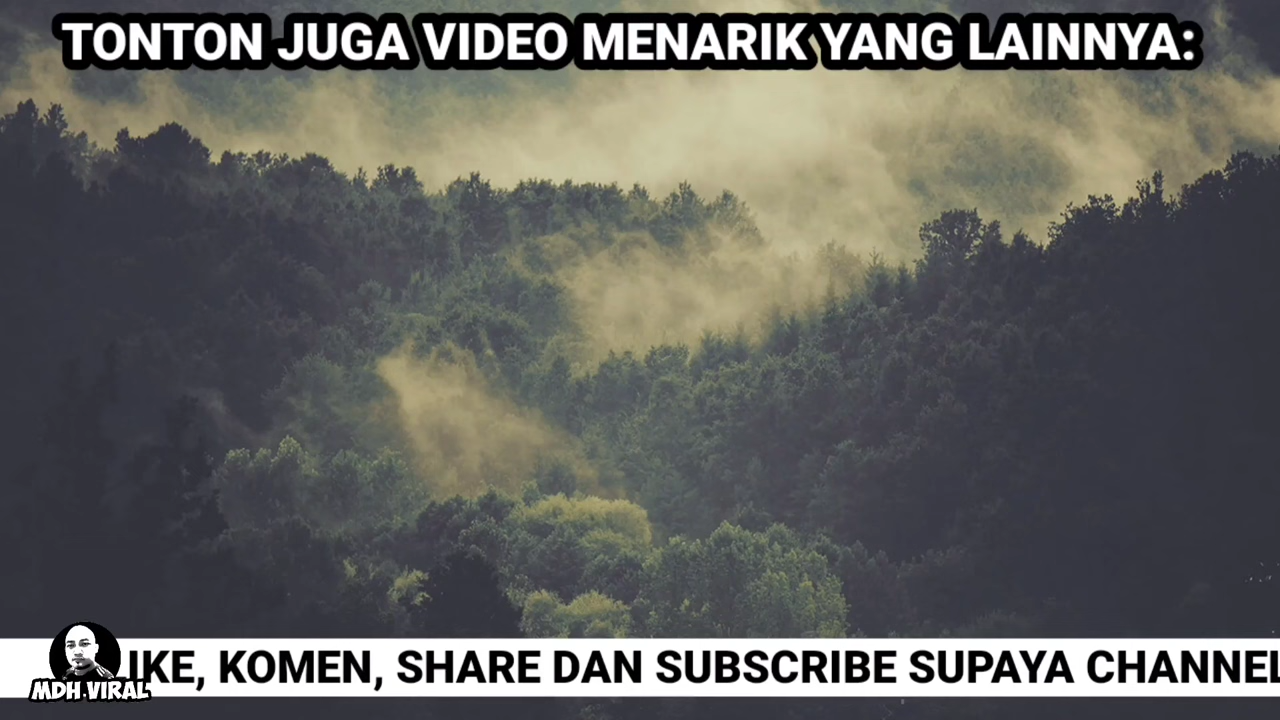 TONTON JUGA VIDEO MENARIK YANG LAINNYA:
IKE, KOMEN, SHARE DAN SUBSCRIBE SUPAYA CHANNEL
MDH VIRAL